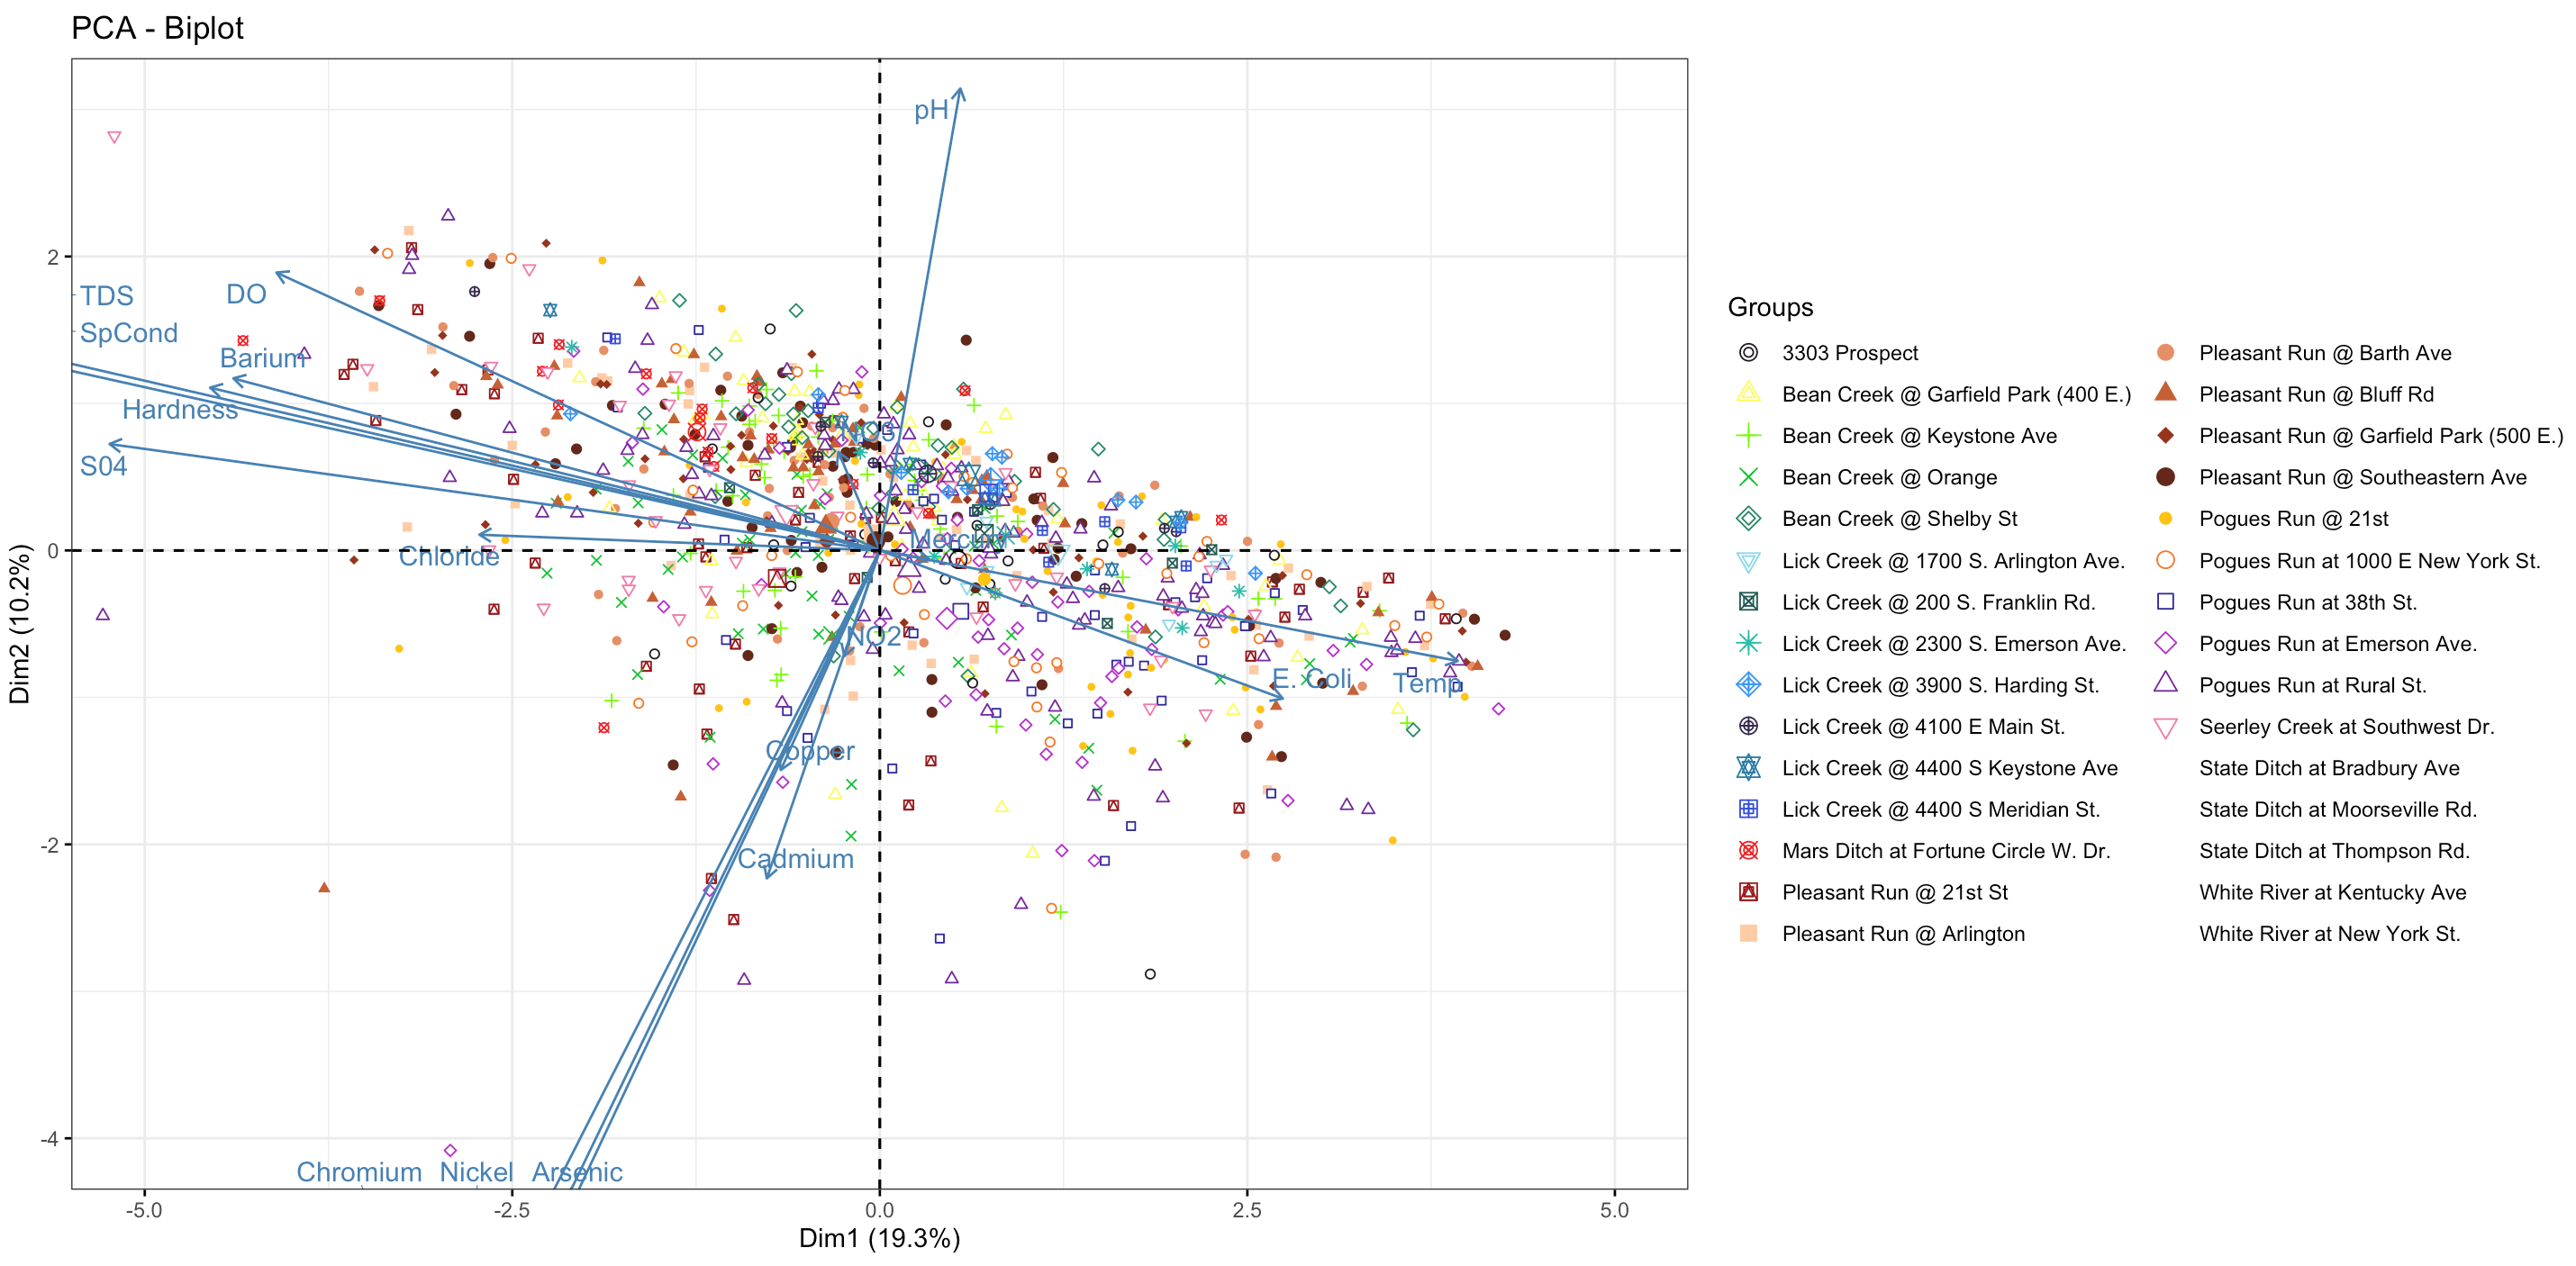 PCA - Biplot
pH
2
TDS
DO
SpCond
Barium
Hardness
NO3
S04
Mercury
0
Chloride
NO2
E. Coli
Temp
Copper
-2
Cadmium
-4
Chromium
Nickel
Arsenic
-5.0
-2.5
0.0
2.5
5.0
Dim1 (19.3%)
Dim2 (10.2%)
Groups
3303 Prospect
Bean Creek @ Garfield Park (400 E.)
Bean Creek @ Keystone Ave
Bean Creek @ Orange
Bean Creek @ Shelby St
Lick Creek @ 1700 S. Arlington Ave.
Lick Creek @ 200 S. Franklin Rd.
Lick Creek @ 2300 S. Emerson Ave.
Lick Creek @ 3900 S. Harding St.
Lick Creek @ 4100 E Main St.
Lick Creek @ 4400 S Keystone Ave
Lick Creek @ 4400 S Meridian St.
Mars Ditch at Fortune Circle W. Dr.
Pleasant Run @ 21st St
Pleasant Run @ Arlington
Pleasant Run @ Barth Ave
Pleasant Run @ Bluff Rd
Pleasant Run @ Garfield Park (500 E.)
Pleasant Run @ Southeastern Ave
Pogues Run @ 21st
Pogues Run at 1000 E New York St.
Pogues Run at 38th St.
Pogues Run at Emerson Ave.
Pogues Run at Rural St.
Seerley Creek at Southwest Dr.
State Ditch at Bradbury Ave
State Ditch at Moorseville Rd.
State Ditch at Thompson Rd.
White River at Kentucky Ave
White River at New York St.